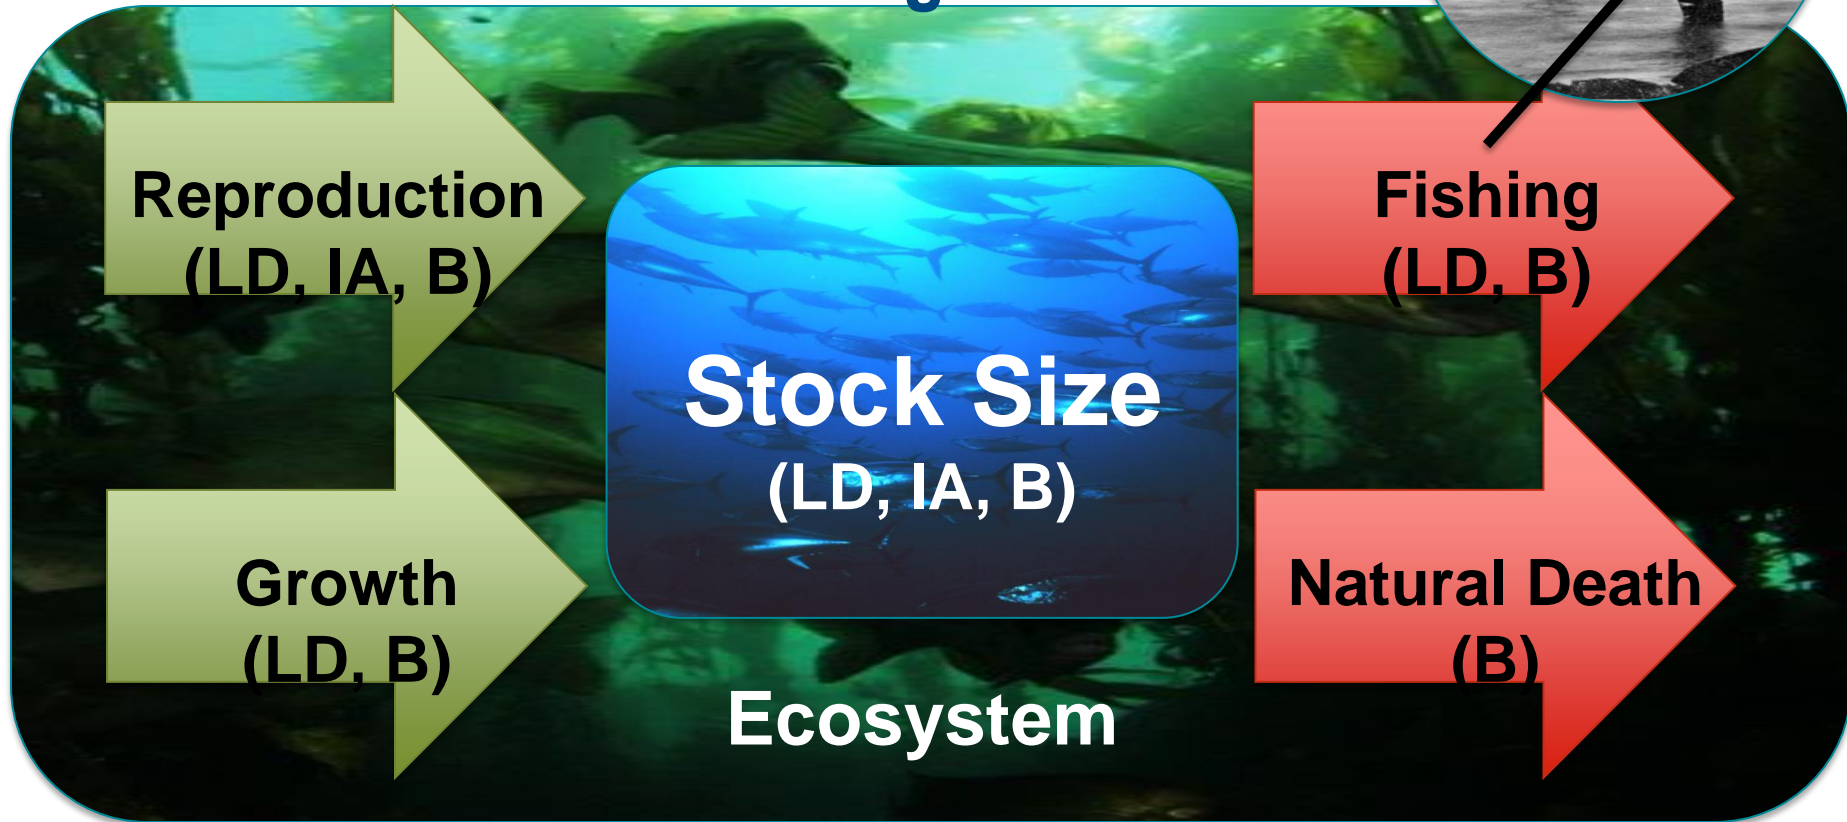 Reproduction
(LD, IA, B)
Growth
(LD, B)
Stock Size
(LD, IA, B)
Ecosystem
Fishing
(LD, B)
Natural Death
(B)